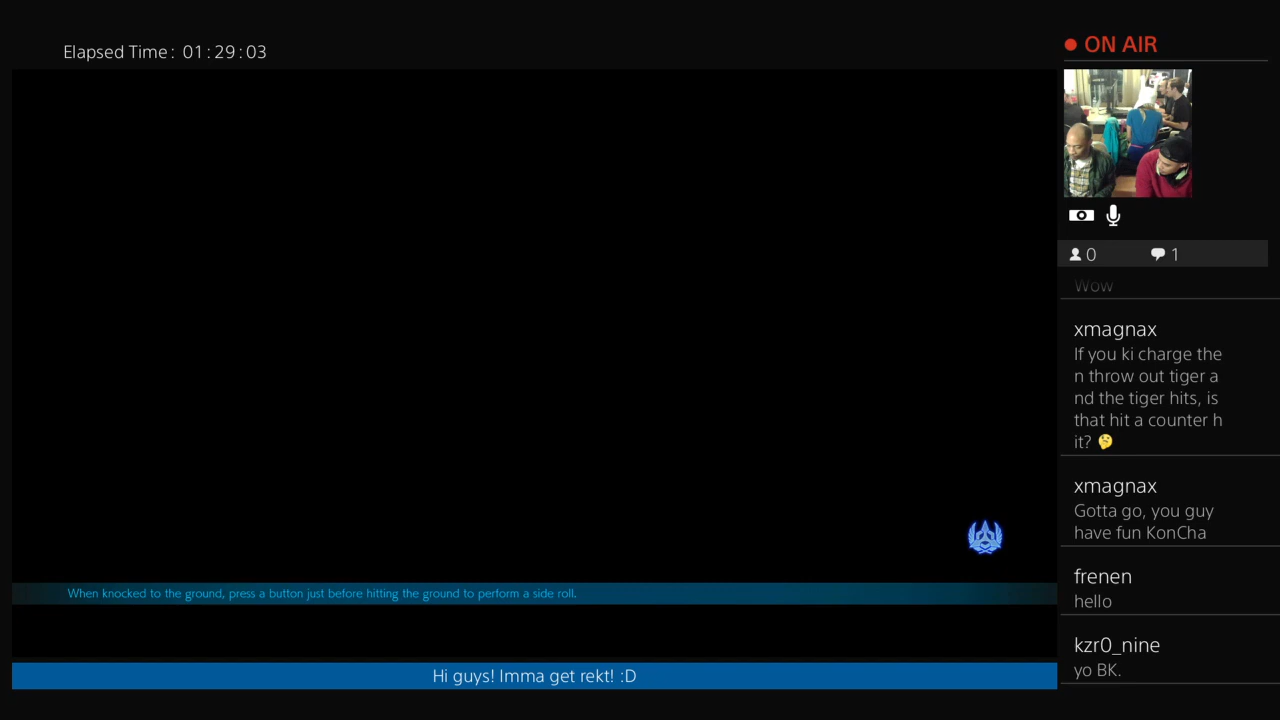 Elapsed Time: 01:29:03
ON AIR
0
1
Wow
xmagnax
If you ki charge the
n throw out tiger a
nd the tiger hits, is
that hit a counter h
it? 🤔
xmagnax
Gotta go, you guy
have fun KonCha
frenen
hello
kzr0_nine
yo BK.
When knocked to the ground, press a button just before hitting the ground to perform a side roll.
Hi guys! Imma get rekt! :D